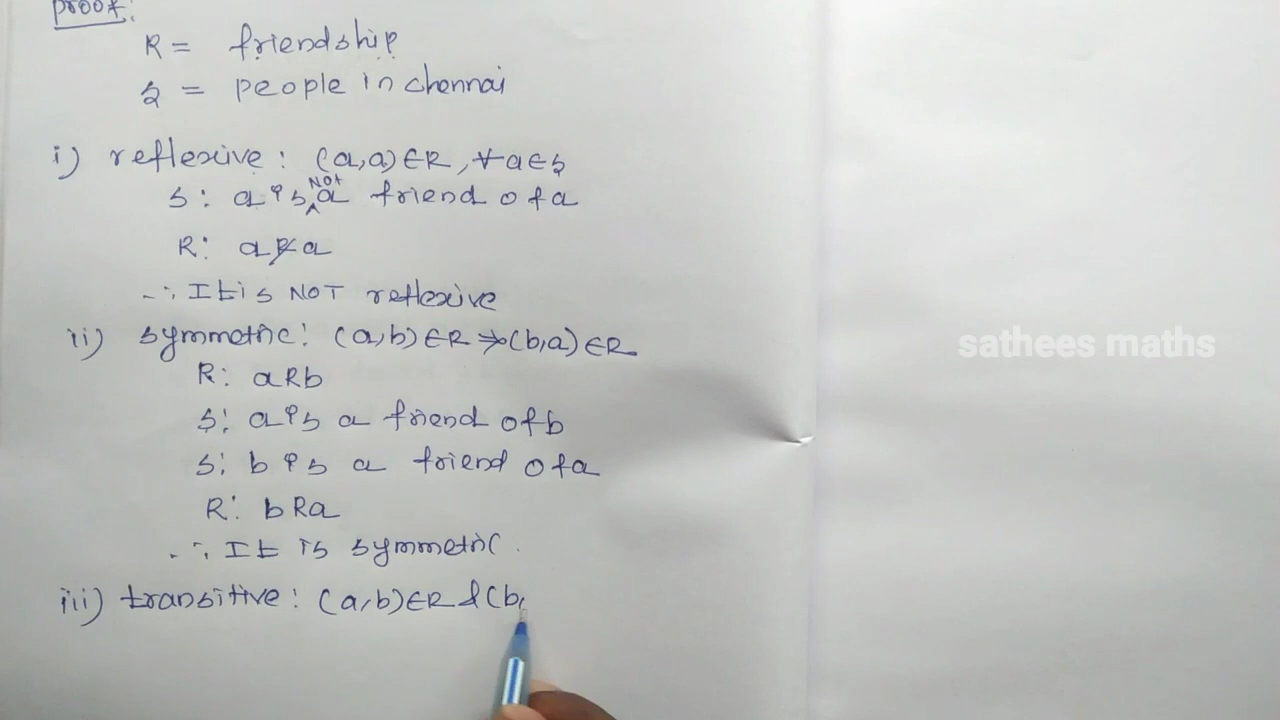 Proof:
R = friendship
S = people in chennai
i) reflexive: (a,a)∈R, ∀a∈S
S: a is NOT a friend of a
R: a R̸ a
∴ It is NOT reflexive
ii) symmetric: (a,b)∈R ⇒ (b,a)∈R
sathees maths
R: aRb
S: a is a friend of b
S: b is a friend of a
R: bRa
∴ It is symmetric.
iii) transitive: (a,b)∈R & (b,